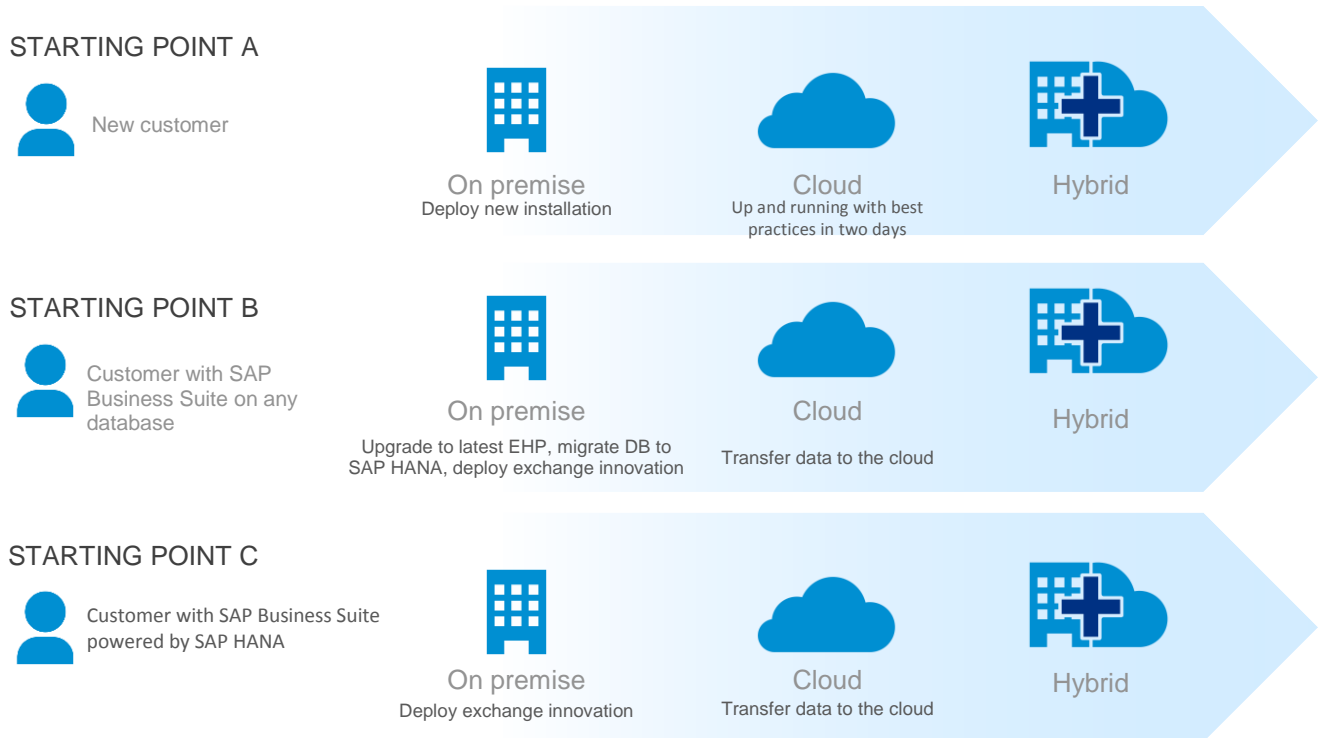 STARTING POINT A
New customer
On premise
Deploy new installation
Cloud
Up and running with best
practices in two days
Hybrid
STARTING POINT B
Customer with SAP
Business Suite on any
database
On premise
Upgrade to latest EHP, migrate DB to
SAP HANA, deploy exchange innovation
Cloud
Transfer data to the cloud
Hybrid
STARTING POINT C
Customer with SAP Business Suite
powered by SAP HANA
On premise
Deploy exchange innovation
Cloud
Transfer data to the cloud
Hybrid